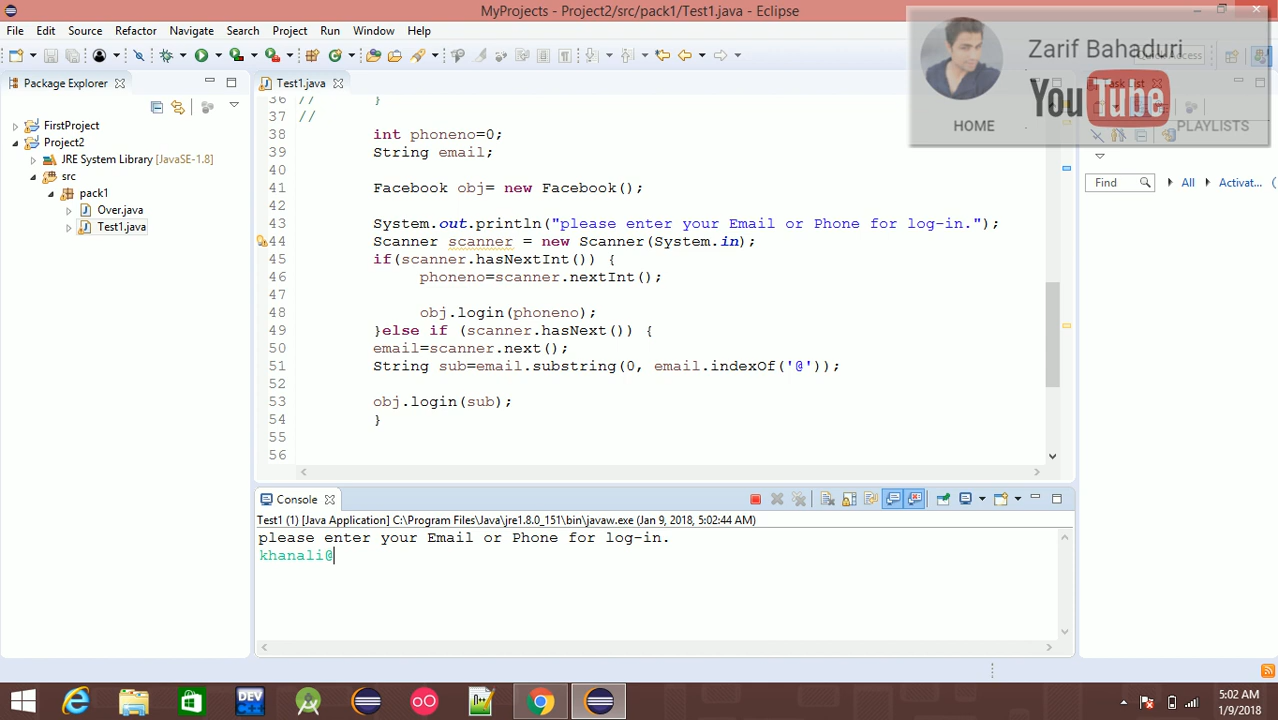 MyProjects - Project2/src/pack1/Test1.java - Eclipse
File Edit Source Refactor Navigate Search Project Run Window Help
Zarif Bahaduri
YouTube
HOME
PLAYLISTS
Package Explorer
Test1.java
FirstProject
Project2
JRE System Library [JavaSE-1.8]
src
pack1
Over.java
Test1.java
36 // }
37 //
38 int phoneno=0;
39 String email;
40
41 Facebook obj= new Facebook();
42
43 System.out.println("please enter your Email or Phone for log-in.");
44 Scanner scanner = new Scanner(System.in);
45 if(scanner.hasNextInt()) {
46 phoneno=scanner.nextInt();
47
48 obj.login(phoneno);
49 }else if (scanner.hasNext()) {
50 email=scanner.next();
51 String sub=email.substring(0, email.indexOf('@'));
52
53 obj.login(sub);
54 }
55
56
Find All Activat...
Console
Test1 (1) [Java Application] C:\Program Files\Java\jre1.8.0_151\bin\javaw.exe (Jan 9, 2018, 5:02:44 AM)
please enter your Email or Phone for log-in.
khanali@
DEV C++
5:02 AM
1/9/2018